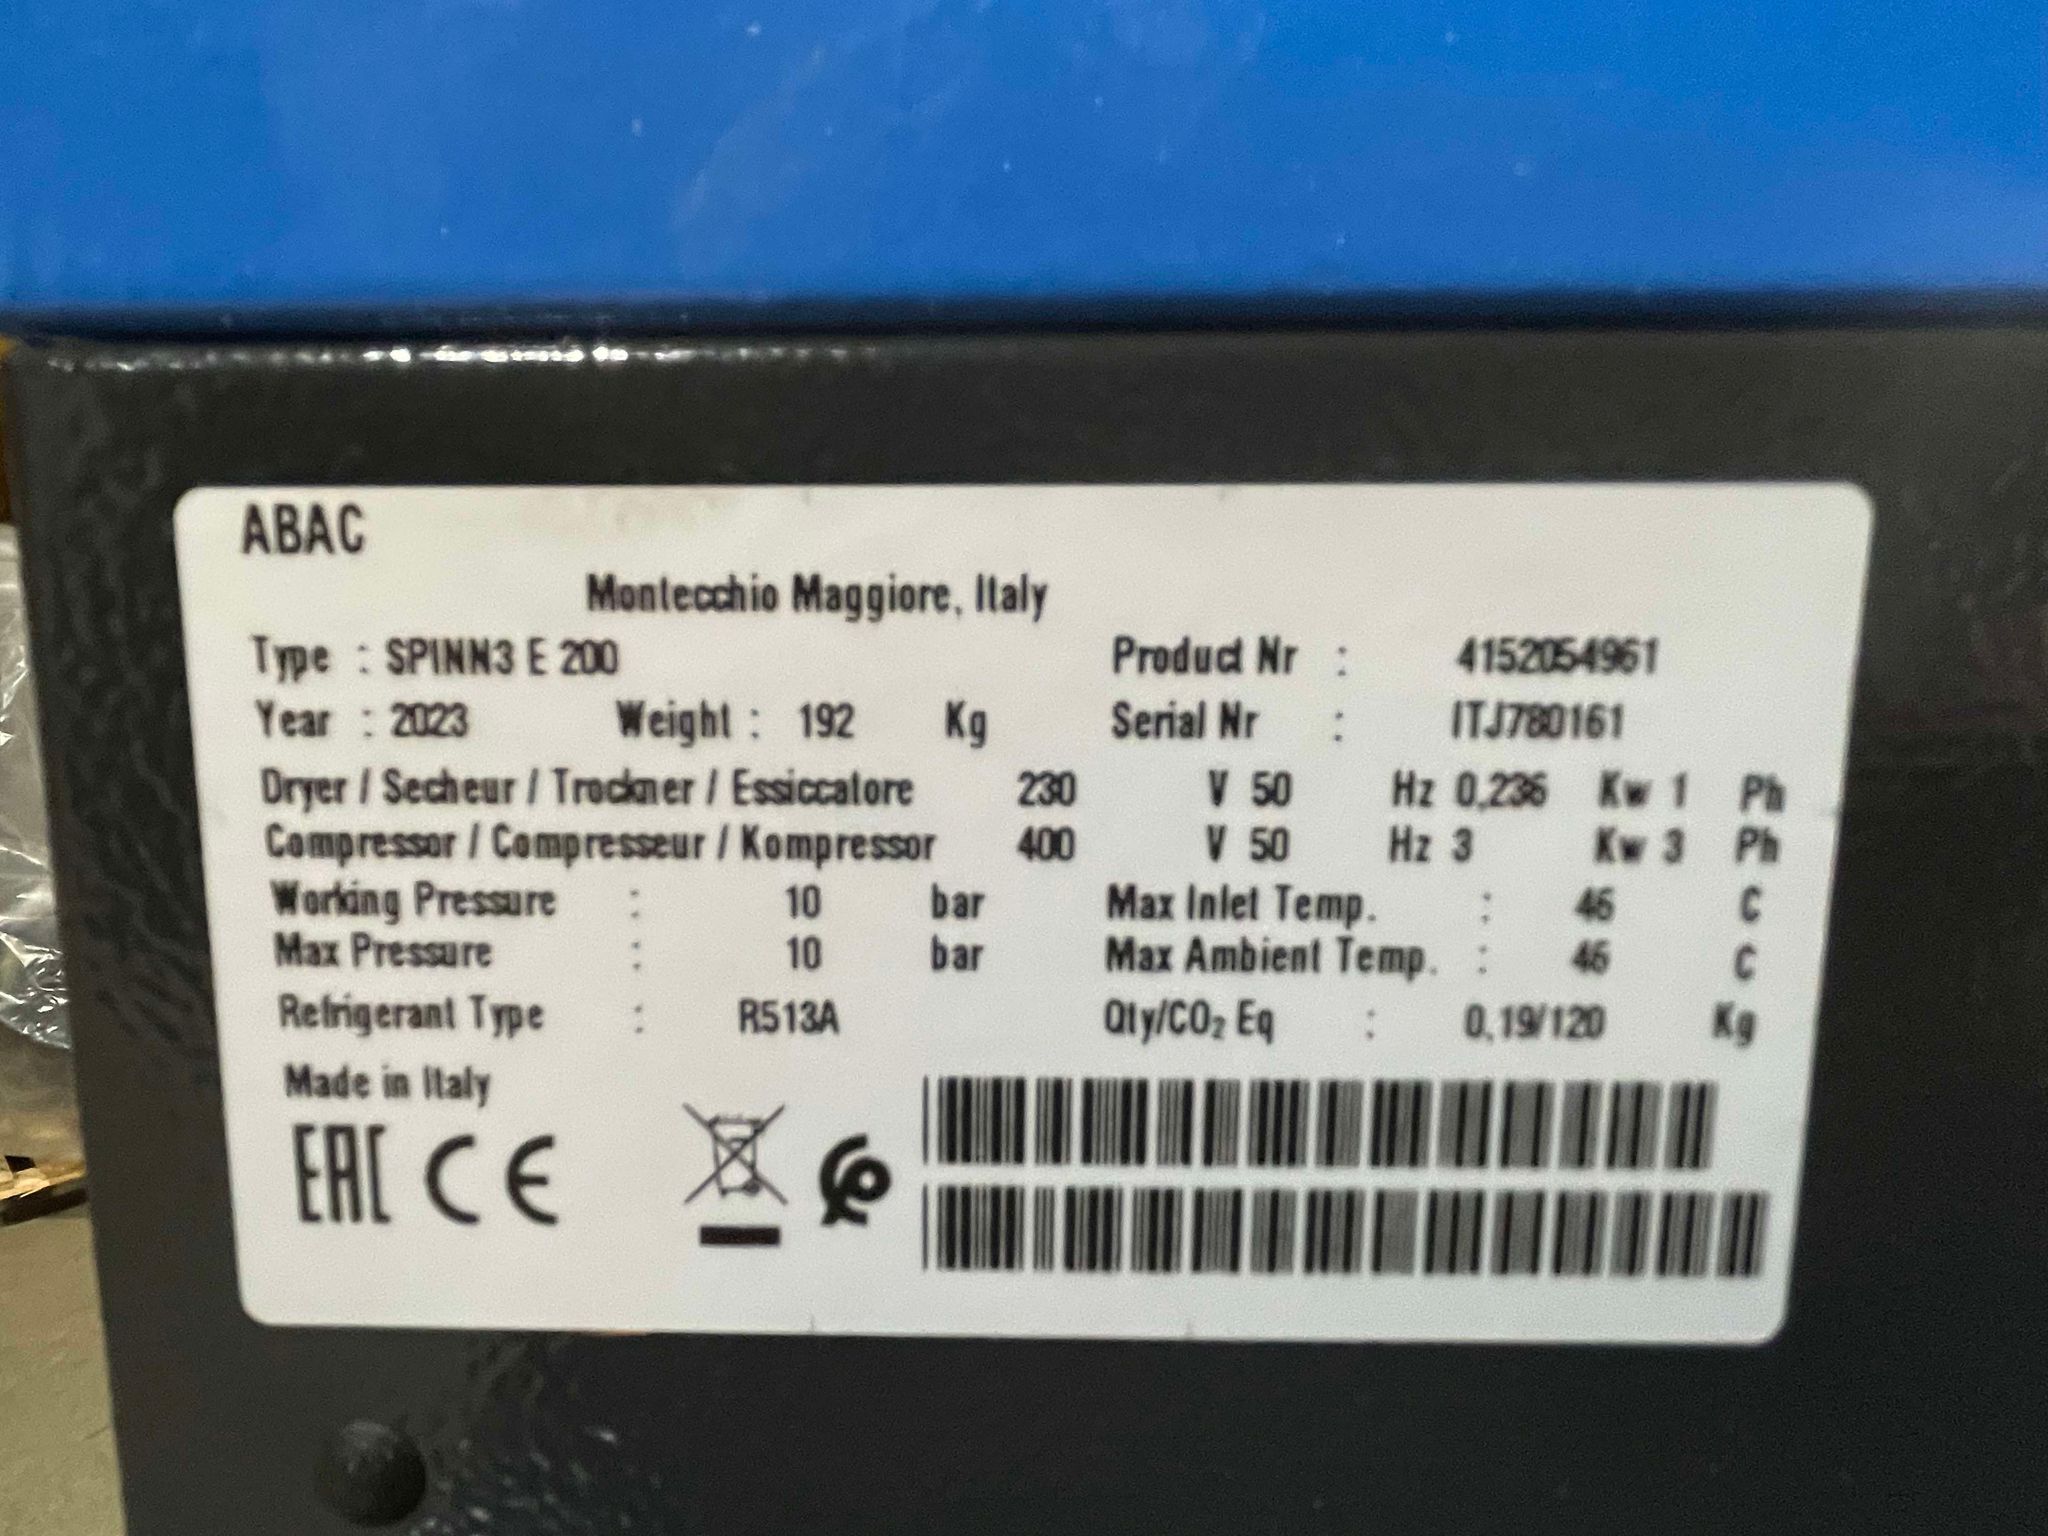 ABAC
Montecchio Maggiore, Italy
Type : SPINN3 E 200 Product Nr : 4152054961
Year : 2023 Weight : 192 Kg Serial Nr : ITJ780161
Dryer / Secheur / Trockner / Essiccatore 230 V 50 Hz 0,236 Kw 1 Ph
Compressor / Compresseur / Kompressor 400 V 50 Hz 3 Kw 3 Ph
Working Pressure : 10 bar Max Inlet Temp. : 46 C
Max Pressure : 10 bar Max Ambient Temp. : 46 C
Refrigerant Type : R513A Qty/CO₂ Eq : 0,19/120 Kg
Made in Italy
EAC CE